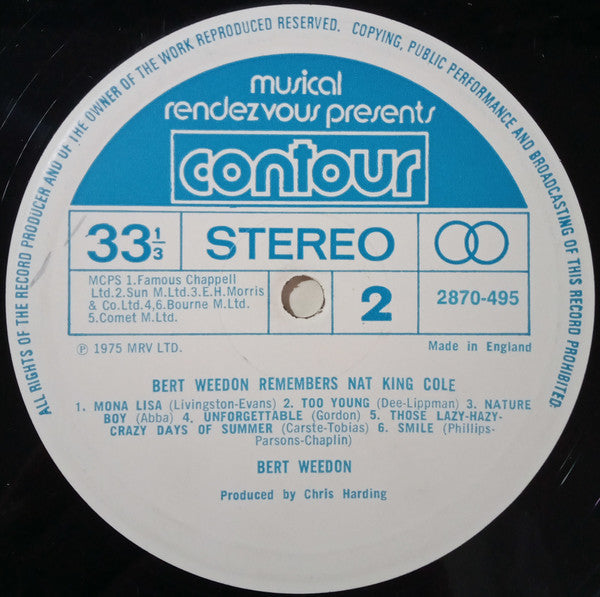 ALL RIGHTS OF THE RECORD PRODUCER AND OF THE OWNER OF THE WORK REPRODUCED RESERVED. COPYING, PUBLIC PERFORMANCE AND BROADCASTING OF THIS RECORD PROHIBITED
musical
rendezvous presents
contour
33 1/3
STEREO
MCPS 1.Famous Chappell
Ltd.2.Sun M.Ltd.3.E.H.Morris
& Co.Ltd.4,6.Bourne M.Ltd.
5.Comet M.Ltd.
2
2870-495
℗ 1975 MRV LTD.
Made in England
BERT WEEDON REMEMBERS NAT KING COLE
1. MONA LISA (Livingston-Evans) 2. TOO YOUNG (Dee-Lippman) 3. NATURE
BOY (Abba) 4. UNFORGETTABLE (Gordon) 5. THOSE LAZY-HAZY-
CRAZY DAYS OF SUMMER (Carste-Tobias) 6. SMILE (Phillips-
Parsons-Chaplin)
BERT WEEDON
Produced by Chris Harding